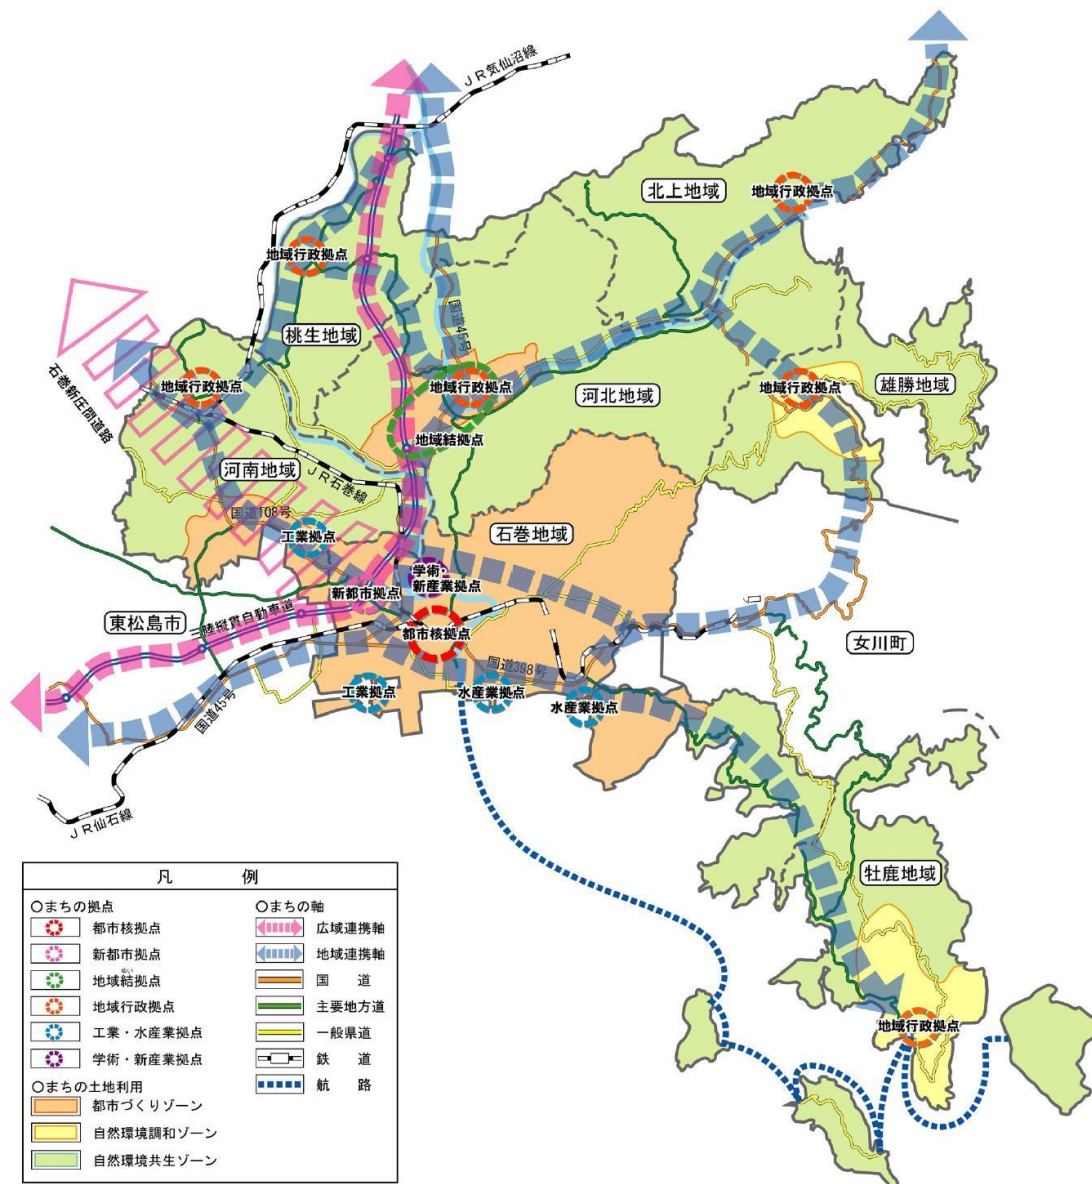 JR気仙沼線
北上地域
地域行政拠点
地域行政拠点
国道45号
桃生地域
石巻新庄間道路
地域行政拠点
地域行政拠点
河北地域
地域行政拠点
雄勝地域
地域結拠点
河南地域
JR石巻線
国道108号
工業拠点
石巻地域
学術・
新産業拠点
新都市拠点
東松島市
三陸縦貫自動車道
都市核拠点
女川町
国道398号
国道45号
工業拠点
水産業拠点
水産業拠点
JR仙石線
牡鹿地域
地域行政拠点
凡例
○まちの拠点
都市核拠点
新都市拠点
ゆい
地域結拠点
地域行政拠点
工業・水産業拠点
学術・新産業拠点
○まちの土地利用
都市づくりゾーン
自然環境調和ゾーン
自然環境共生ゾーン
○まちの軸
広域連携軸
地域連携軸
国道
主要地方道
一般県道
鉄道
航路